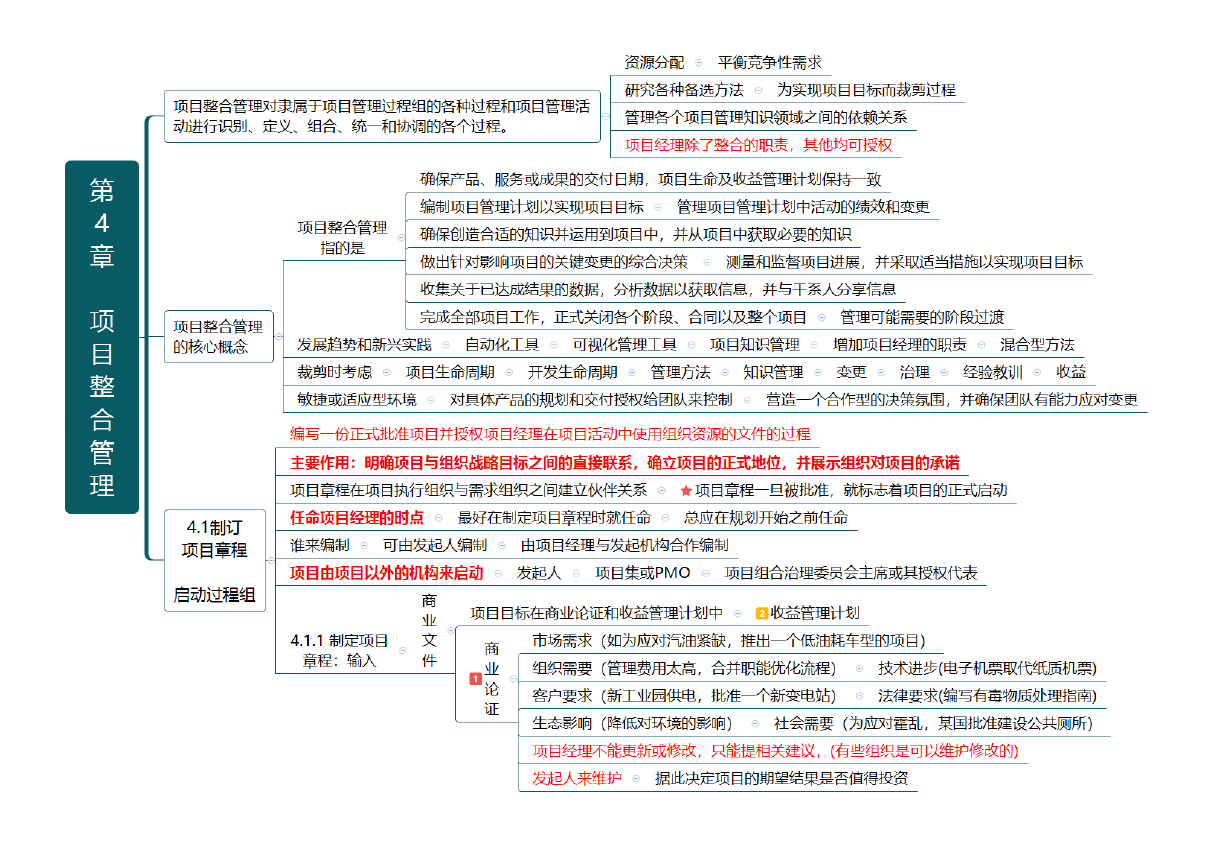 第
4
章
项
目
整
合
管
理
项目整合管理对隶属于项目管理过程组的各种过程和项目管理活
动进行识别、定义、组合、统一和协调的各个过程。
资源分配 平衡竞争性需求
研究各种备选方法 为实现项目目标而裁剪过程
管理各个项目管理知识领域之间的依赖关系
项目经理除了整合的职责，其他均可授权
项目整合管理
的核心概念
项目整合管理
指的是
确保产品、服务或成果的交付日期，项目生命及收益管理计划保持一致
编制项目管理计划以实现项目目标 管理项目管理计划中活动的绩效和变更
确保创造合适的知识并运用到项目中，并从项目中获取必要的知识
做出针对影响项目的关键变更的综合决策 测量和监督项目进展，并采取适当措施以实现项目目标
收集关于已达成结果的数据，分析数据以获取信息，并与干系人分享信息
完成全部项目工作，正式关闭各个阶段、合同以及整个项目 管理可能需要的阶段过渡
发展趋势和新兴实践 自动化工具 可视化管理工具 项目知识管理 增加项目经理的职责 混合型方法
裁剪时考虑 项目生命周期 开发生命周期 管理方法 知识管理 变更 治理 经验教训 收益
敏捷或适应型环境 对具体产品的规划和交付授权给团队来控制 营造一个合作型的决策氛围，并确保团队有能力应对变更
4.1制订
项目章程
启动过程组
编写一份正式批准项目并授权项目经理在项目活动中使用组织资源的文件的过程
主要作用：明确项目与组织战略目标之间的直接联系，确立项目的正式地位，并展示组织对项目的承诺
项目章程在项目执行组织与需求组织之间建立伙伴关系 项目章程一旦被批准，就标志着项目的正式启动
任命项目经理的时点 最好在制定项目章程时就任命 总应在规划开始之前任命
谁来编制 可由发起人编制 由项目经理与发起机构合作编制
项目由项目以外的机构来启动 发起人 项目集或PMO 项目组合治理委员会主席或其授权代表
4.1.1 制定项目
章程：输入
商
业
文
件
项目目标在商业论证和收益管理计划中 2 收益管理计划
1
商
业
论
证
市场需求（如为应对汽油紧缺，推出一个低油耗车型的项目）
组织需要（管理费用太高，合并职能优化流程） 技术进步(电子机票取代纸质机票)
客户要求（新工业园供电，批准一个新变电站） 法律要求(编写有毒物质处理指南)
生态影响（降低对环境的影响） 社会需要（为应对霍乱，某国批准建设公共厕所）
项目经理不能更新或修改，只能提相关建议，(有些组织是可以维护修改的)
发起人来维护 据此决定项目的期望结果是否值得投资